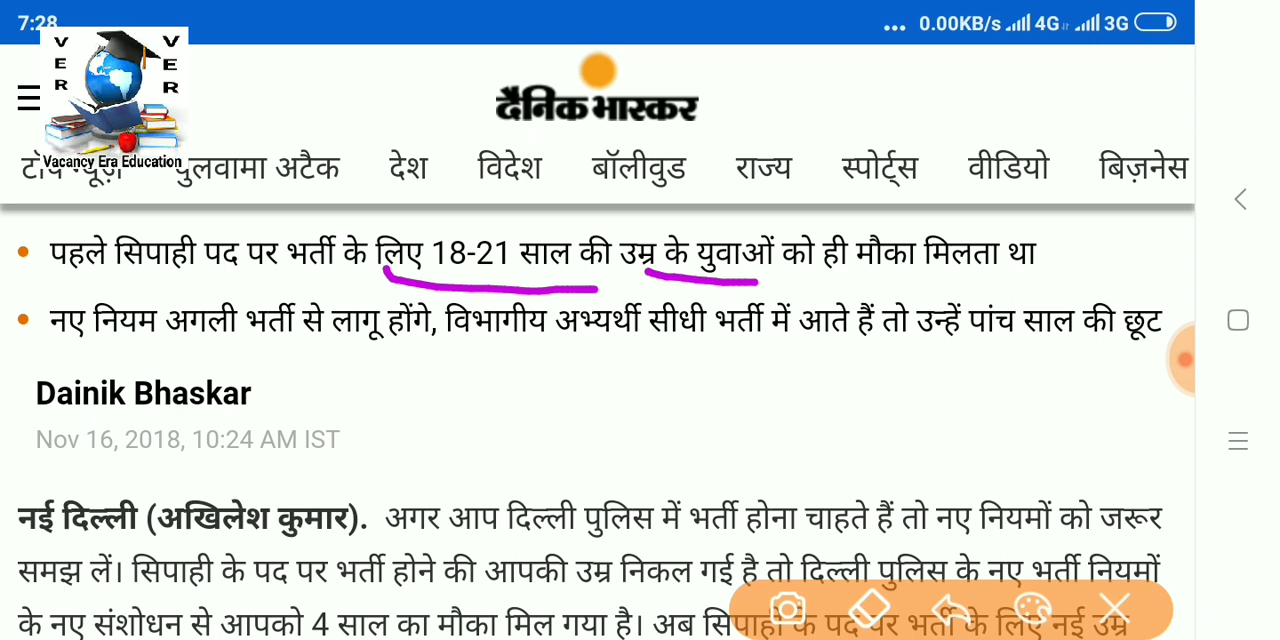 7:28
... 0.00KB/s 4G 3G
V V
E E
R R
Vacancy Era Education
दैनिक भास्कर
पुलवामा अटैक देश विदेश बॉलीवुड राज्य स्पोर्ट्स वीडियो बिज़नेस
पहले सिपाही पद पर भर्ती के लिए 18-21 साल की उम्र के युवाओं को ही मौका मिलता था
नए नियम अगली भर्ती से लागू होंगे, विभागीय अभ्यर्थी सीधी भर्ती में आते हैं तो उन्हें पांच साल की छूट
Dainik Bhaskar
Nov 16, 2018, 10:24 AM IST
नई दिल्ली (अखिलेश कुमार). अगर आप दिल्ली पुलिस में भर्ती होना चाहते हैं तो नए नियमों को जरूर
समझ लें। सिपाही के पद पर भर्ती होने की आपकी उम्र निकल गई है तो दिल्ली पुलिस के नए भर्ती नियमों
के नए संशोधन से आपको 4 साल का मौका मिल गया है। अब सिपाही के पद पर भर्ती के लिए नई उम्र